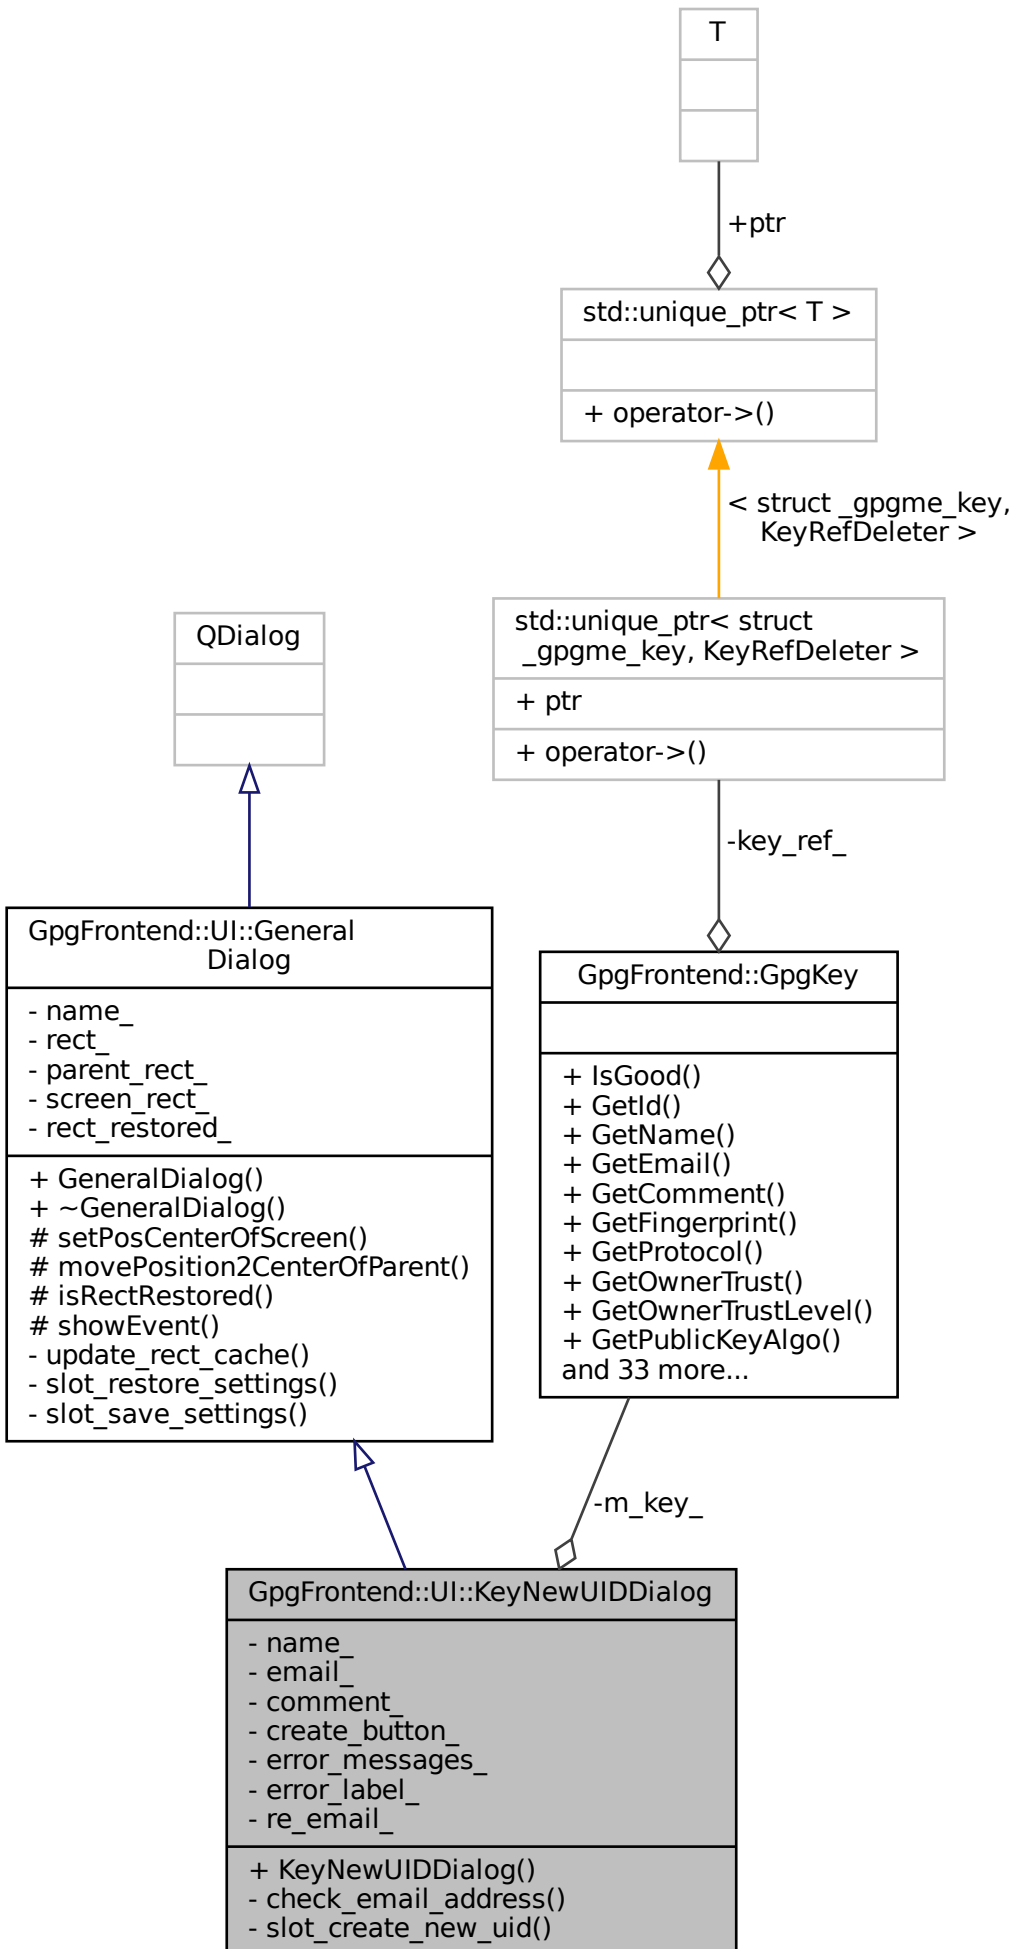 T
+ptr
std::unique_ptr< T >
+ operator->()
< struct _gpgme_key,
KeyRefDeleter >
std::unique_ptr< struct
_gpgme_key, KeyRefDeleter >
+ ptr
+ operator->()
QDialog
-key_ref_
GpgFrontend::UI::General
Dialog
- name_
- rect_
- parent_rect_
- screen_rect_
- rect_restored_
+ GeneralDialog()
+ ~GeneralDialog()
# setPosCenterOfScreen()
# movePosition2CenterOfParent()
# isRectRestored()
# showEvent()
- update_rect_cache()
- slot_restore_settings()
- slot_save_settings()
GpgFrontend::GpgKey
+ IsGood()
+ GetId()
+ GetName()
+ GetEmail()
+ GetComment()
+ GetFingerprint()
+ GetProtocol()
+ GetOwnerTrust()
+ GetOwnerTrustLevel()
+ GetPublicKeyAlgo()
and 33 more...
-m_key_
GpgFrontend::UI::KeyNewUIDDialog
- name_
- email_
- comment_
- create_button_
- error_messages_
- error_label_
- re_email_
+ KeyNewUIDDialog()
- check_email_address()
- slot_create_new_uid()